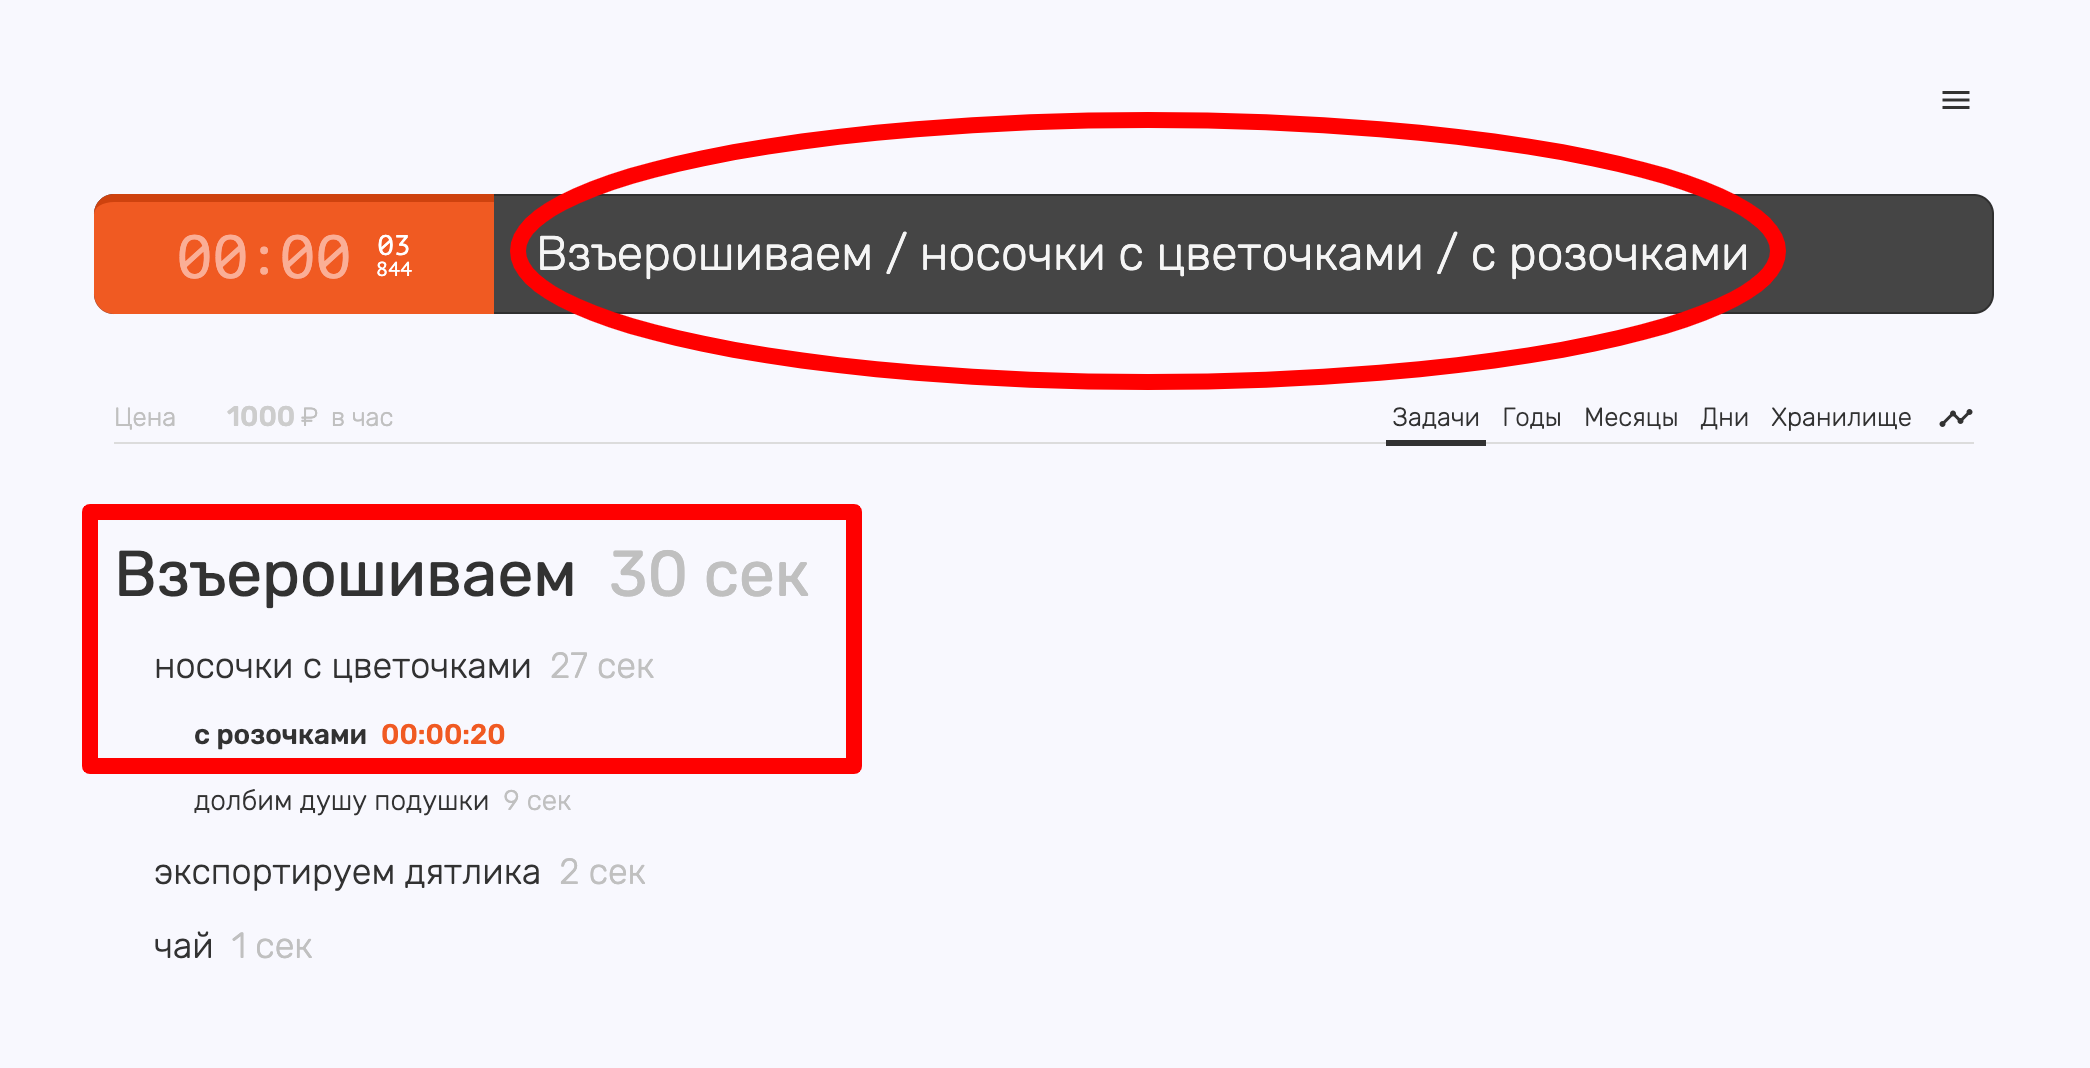 00:00 03 844 Взъерошиваем / носочки с цветочками / с розочками
Цена 1000 ₽ в час Задачи Годы Месяцы Дни Хранилище
Взъерошиваем 30 сек
носочки с цветочками 27 сек
с розочками 00:00:20
долбим душу подушки 9 сек
экспортируем дятлика 2 сек
чай 1 сек